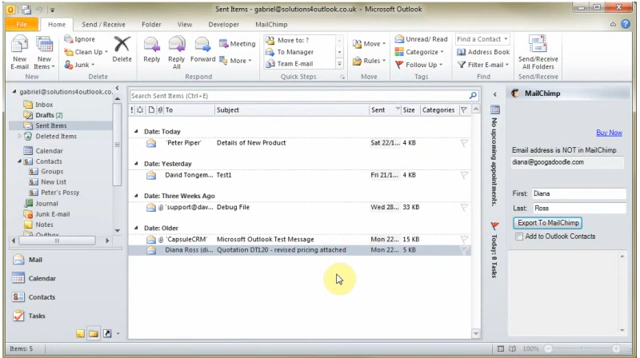 Sent Items - gabriel@solutions4outlook.co.uk - Microsoft Outlook
File Home Send / Receive Folder View Developer MailChimp
New E-mail
New Items
New
Ignore
Clean Up
Junk
Delete
Delete
Reply
Reply All
Forward
Meeting
More
Respond
Move to: ?
To Manager
Team E-mail
Quick Steps
Move
Rules
Move
Unread/ Read
Categorize
Follow Up
Tags
Find a Contact
Address Book
Filter E-mail
Find
Send/Receive All Folders
Send/Receive
gabriel@solutions4outlook.co....
Inbox
Drafts (2)
Sent Items
Deleted Items
Calendar
Contacts
Groups
New List
Peter's Possy
Journal
Junk E-mail
Notes
Outbox
Mail
Calendar
Contacts
Tasks
Search Sent Items (Ctrl+E)
To Subject Sent Size Categories
Date: Today
'Peter Piper' Details of New Product Sat 22/1... 4 KB
Date: Yesterday
David Tongem... Test1 Fri 21/1... 4 KB
Date: Three Weeks Ago
'support@dav... Debug File Wed 28... 33 KB
Date: Older
'CapsuleCRM' Microsoft Outlook Test Message Mon 22... 15 KB
Diana Ross (di... Quotation DTL20 - revised pricing attached Mon 22... 5 KB
No upcoming appointments.
Today: 0 Tasks
MailChimp
Buy Now
Email address is NOT in MailChimp
diana@googadoodle.com
First: Diana
Last: Ross
Export To MailChimp
Add to Outlook Contacts
Items: 5
100%